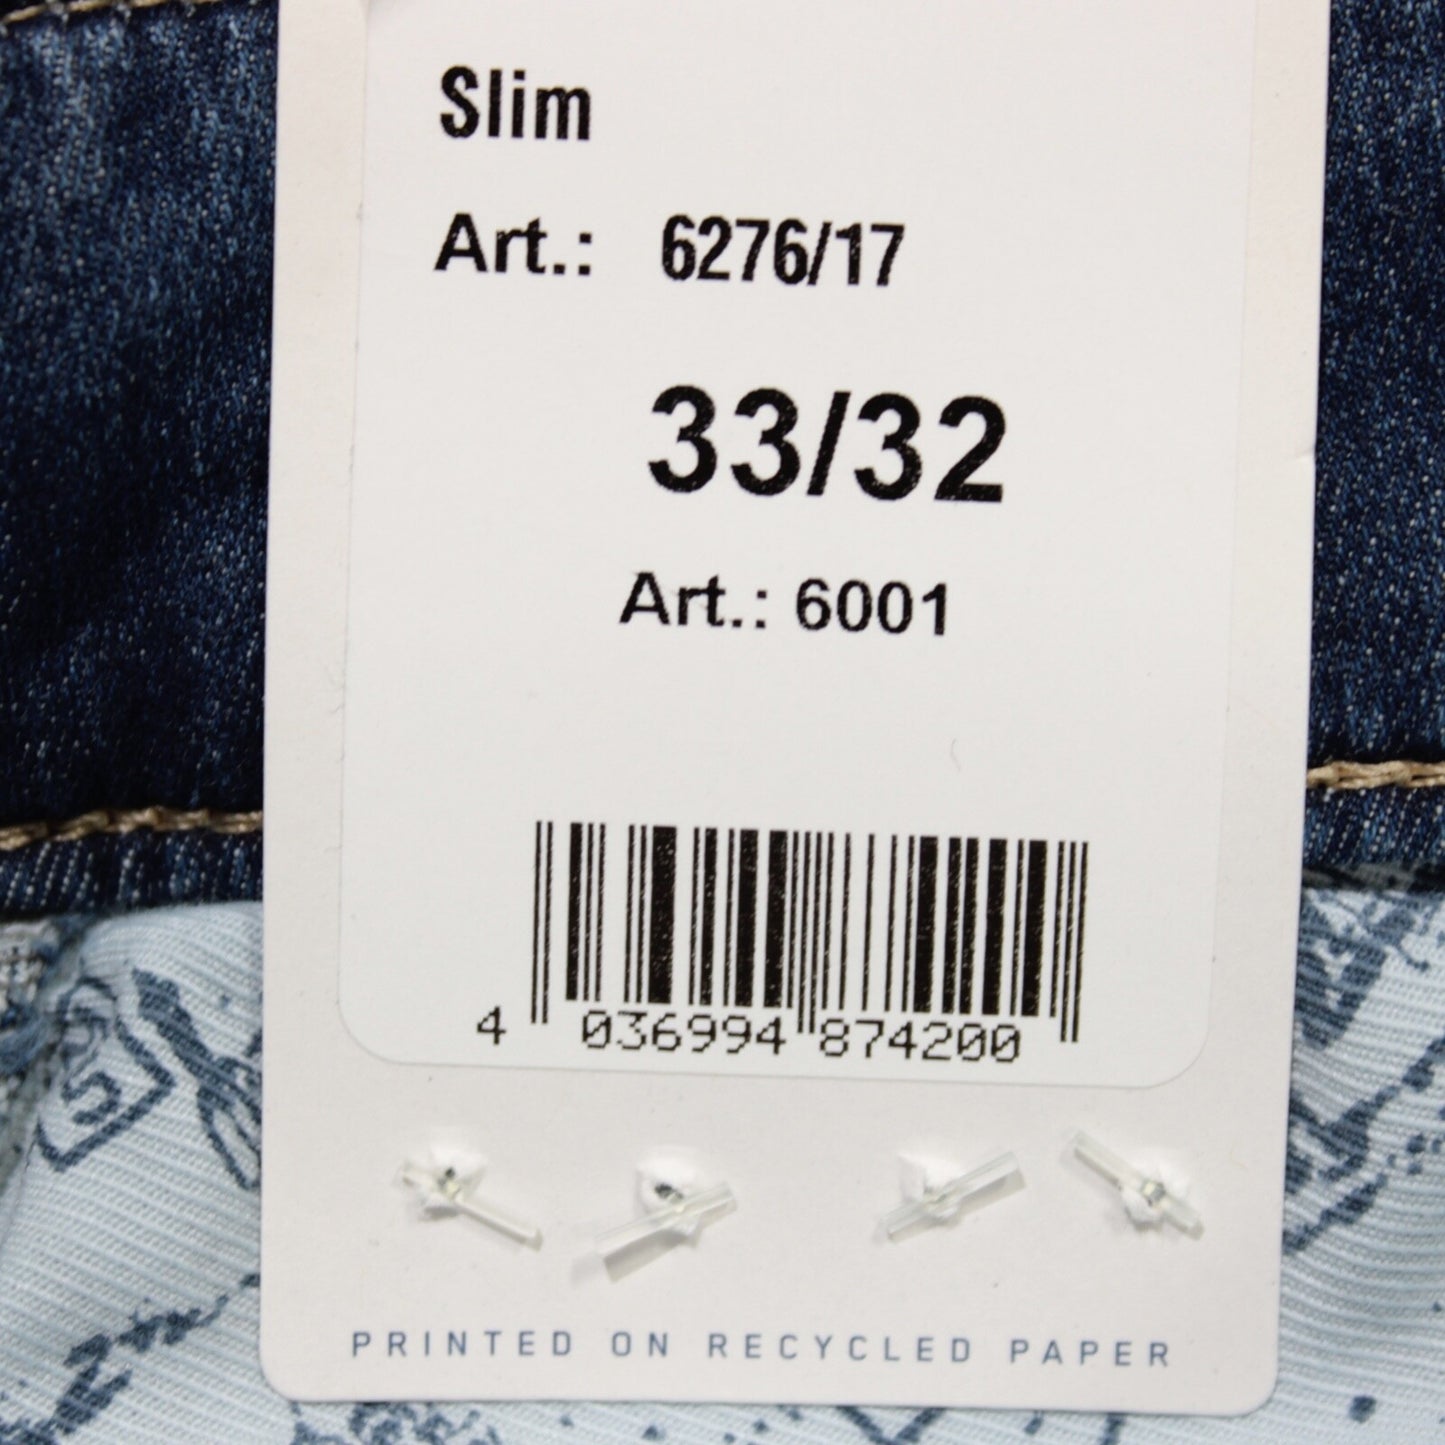 Slim
Art.: 6276/17
33/32
Art.: 6001
4 036994 874200
PRINTED ON RECYCLED PAPER